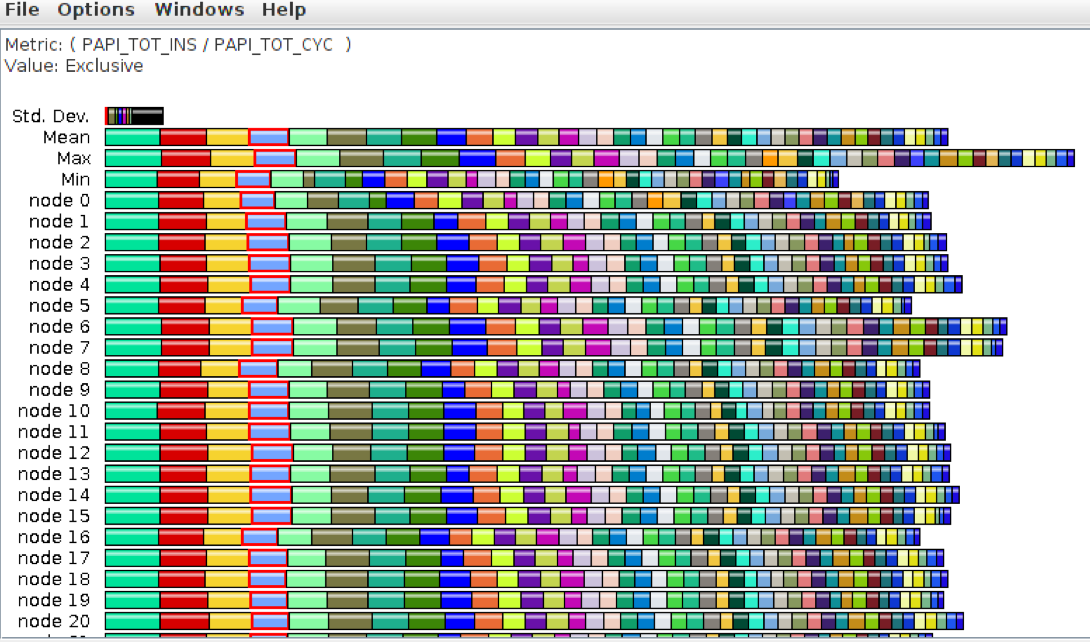 File Options Windows Help
Metric: ( PAPI_TOT_INS / PAPI_TOT_CYC )
Value: Exclusive
Std. Dev.
Mean
Max
Min
node 0
node 1
node 2
node 3
node 4
node 5
node 6
node 7
node 8
node 9
node 10
node 11
node 12
node 13
node 14
node 15
node 16
node 17
node 18
node 19
node 20